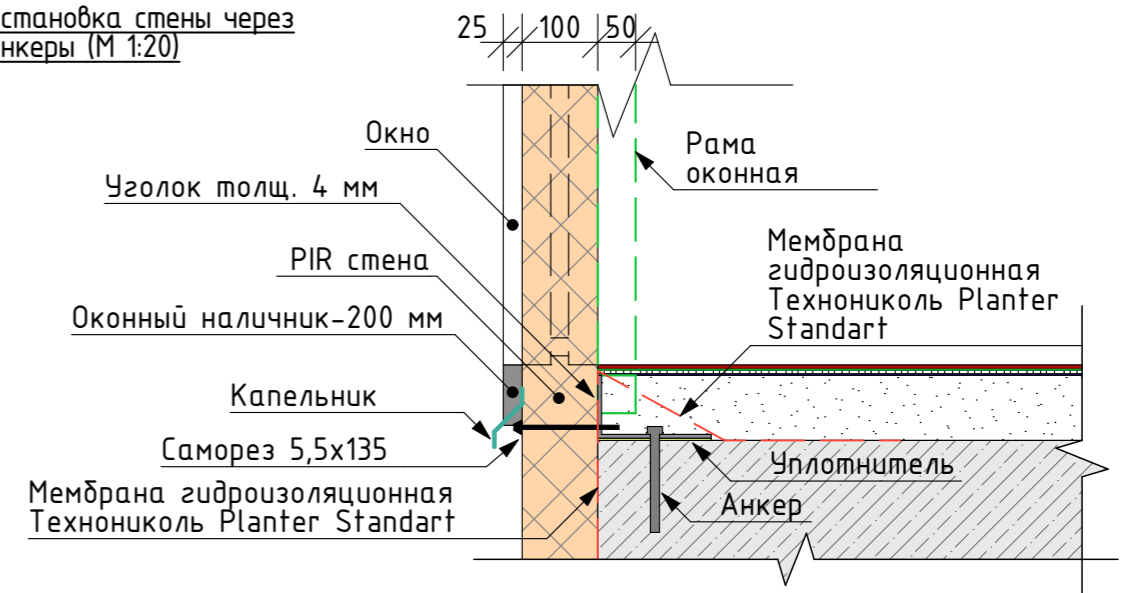 становка стены через
нкеры (М 1:20)
25 100 50
Окно
Рама
оконная
Уголок толщ. 4 мм
PIR стена
Мембрана
гидроизоляционная
Технониколь Planter
Standart
Оконный наличник-200 мм
Капельник
Саморез 5,5х135
Уплотнитель
Мембрана гидроизоляционная
Технониколь Planter Standart
Анкер